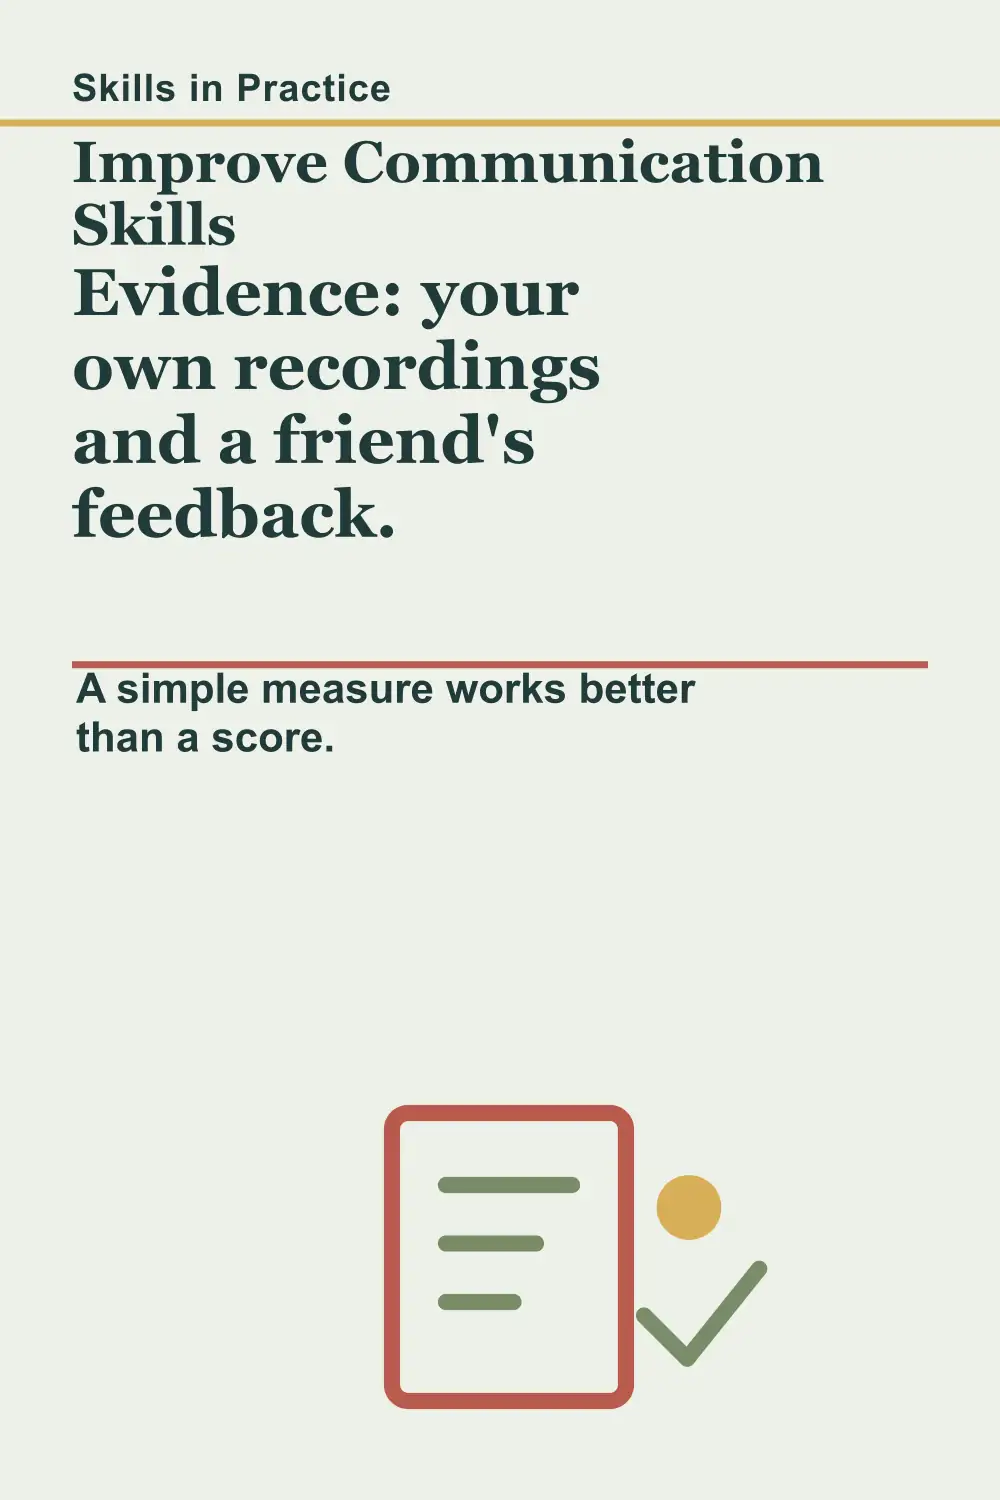 Skills in Practice
Improve Communication
Skills
Evidence: your
own recordings
and a friend's
feedback.
A simple measure works better
than a score.